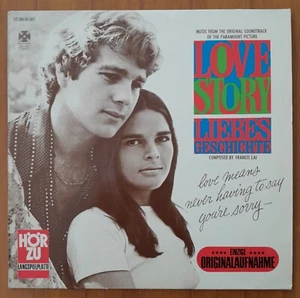 MUSIC FROM THE ORIGINAL SOUNDTRACK
OF THE PARAMOUNT PICTURE
LOVE
STORY
LIEBES
GESCHICHTE
COMPOSED BY FRANCIS LAI
love means
never having to say
you're sorry
HÖR
ZU
LANGSPIELPLATTE
EINZIGE
ORIGINALAUFNAHME